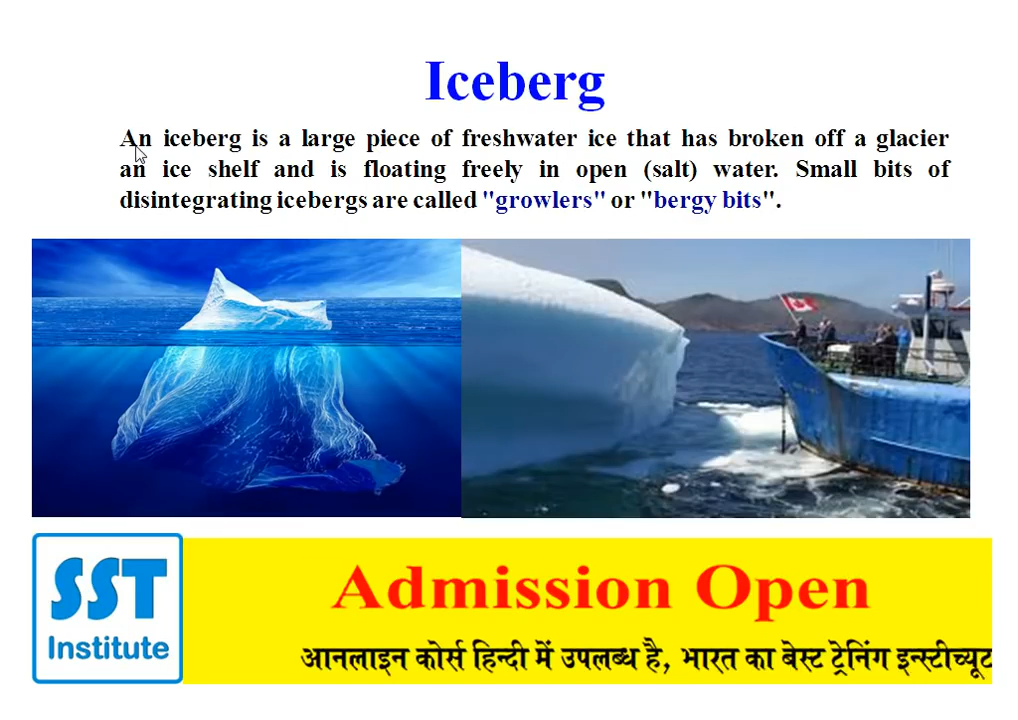 Iceberg
An iceberg is a large piece of freshwater ice that has broken off a glacier
an ice shelf and is floating freely in open (salt) water. Small bits of
disintegrating icebergs are called "growlers" or "bergy bits".
SST
Institute
Admission Open
आनलाइन कोर्स हिन्दी में उपलब्ध है, भारत का बेस्ट ट्रेनिंग इन्स्टीच्यूट